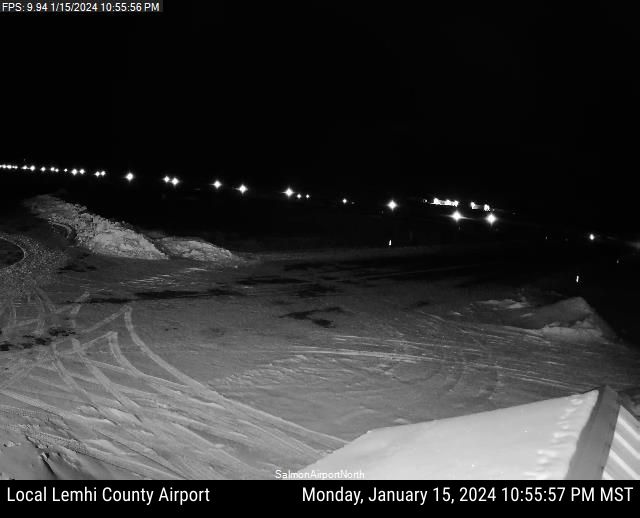 FPS: 9.94 1/15/2024 10:55:56 PM
SalmonAirportNorth
Local Lemhi County Airport Monday, January 15, 2024 10:55:57 PM MST